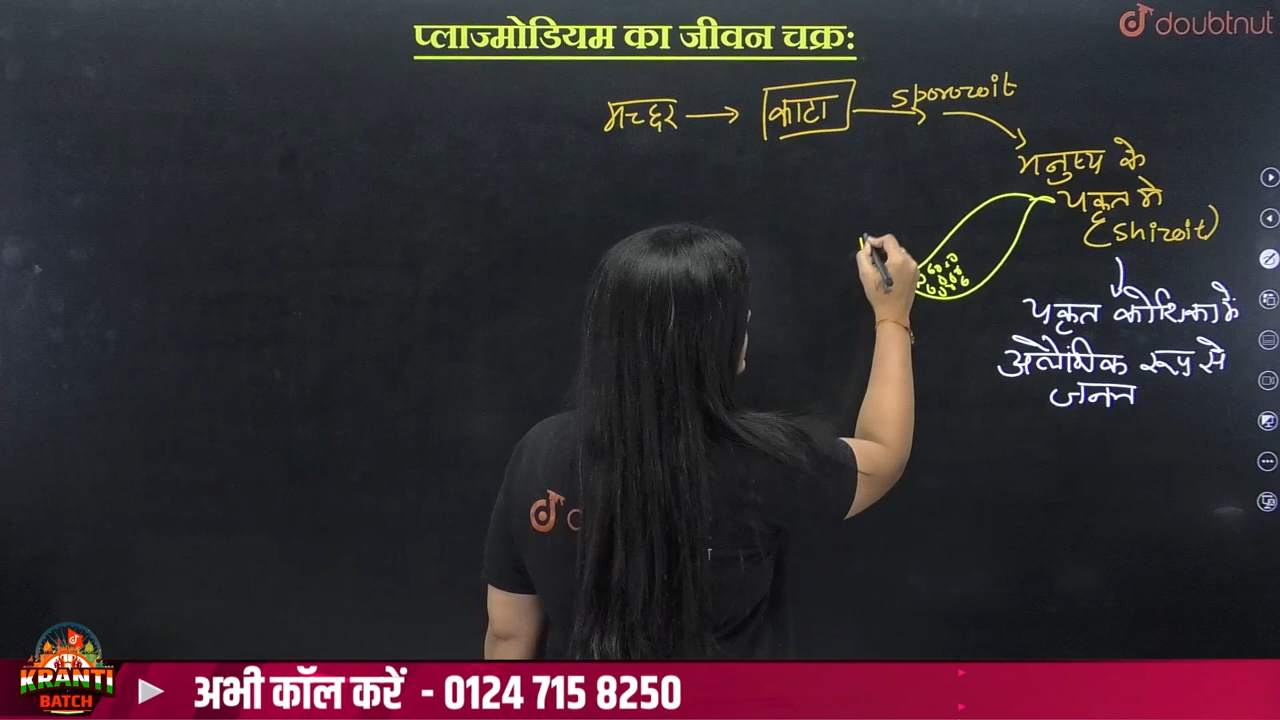 प्लाज्मोडियम का जीवन चक्र:
doubtnut
मच्छर → काटा → sporozoit
मनुष्य के
यकृत मे
(shizoit)
यकृत कोशिका में
अलैंगिक रूप से
जनन
KRANTI
BATCH
अभी कॉल करें - 0124 715 8250